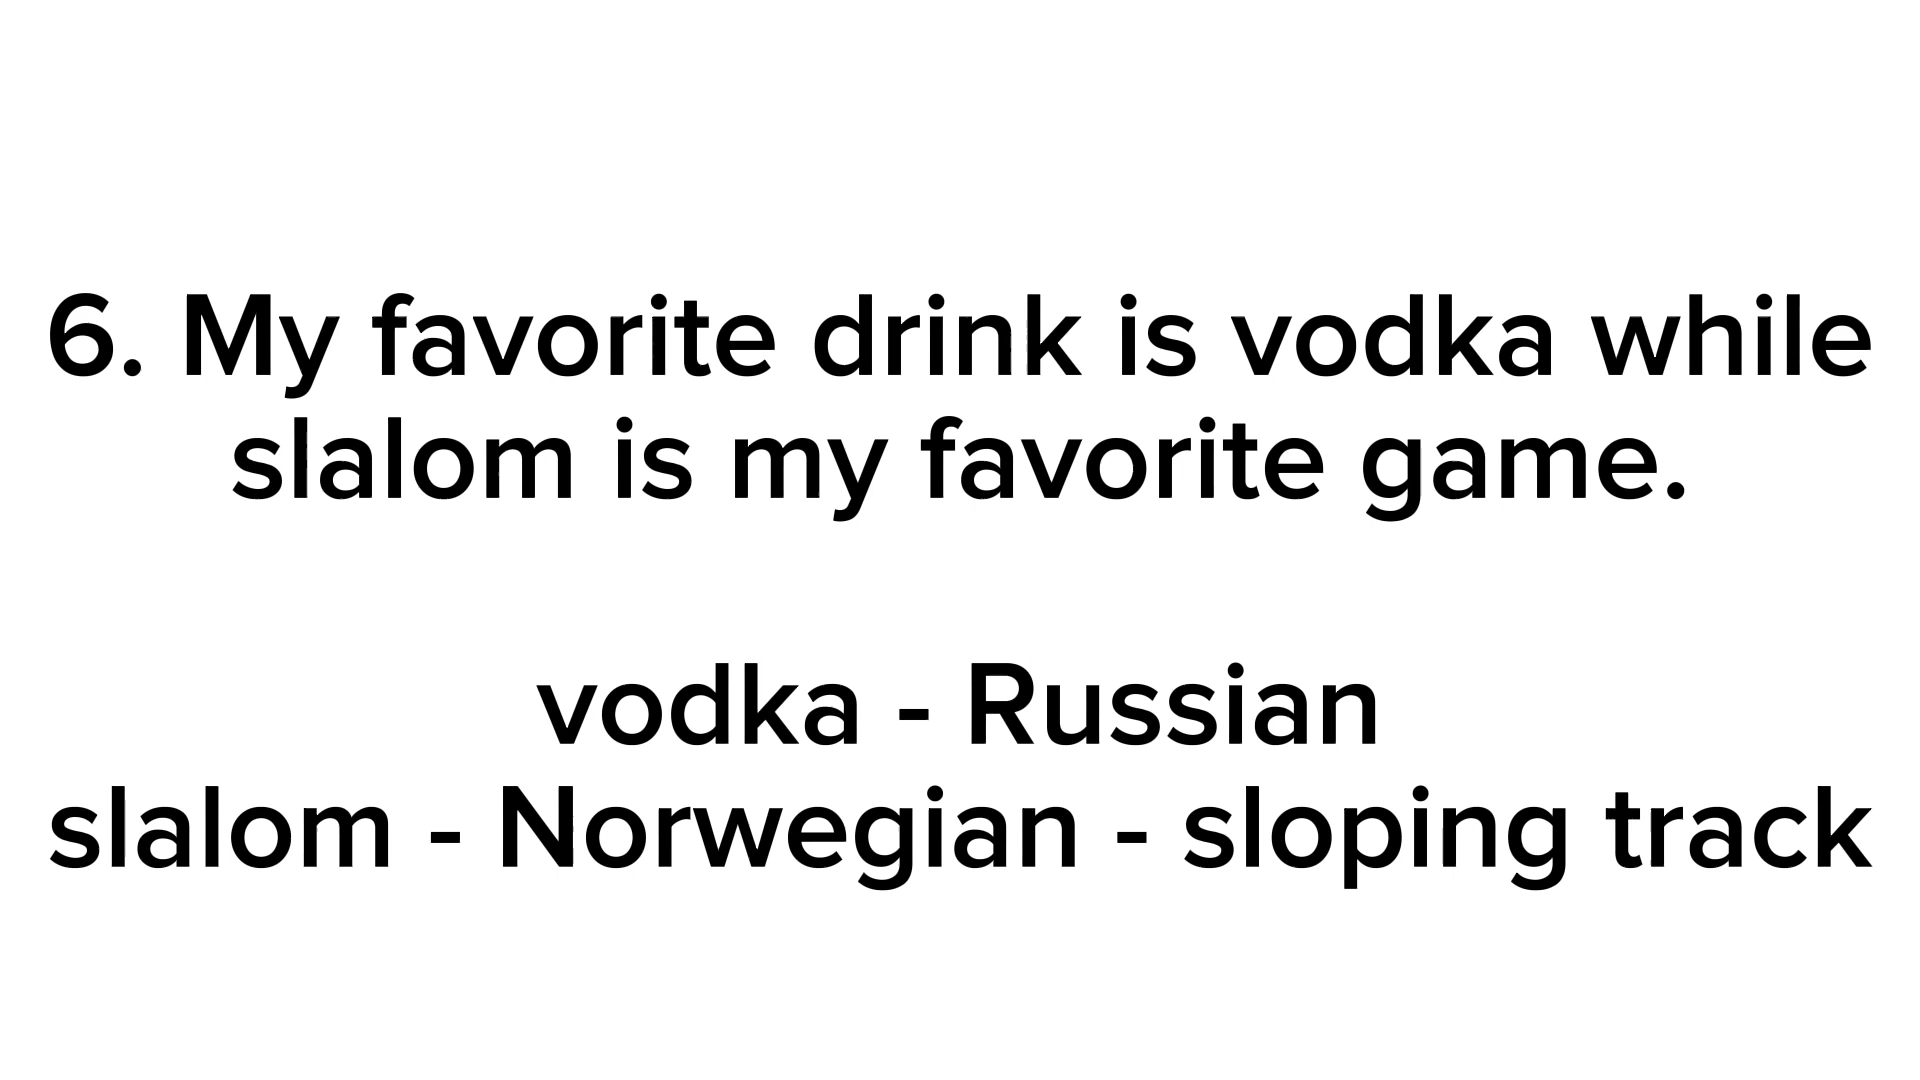 6. My favorite drink is vodka while
slalom is my favorite game.
vodka - Russian
slalom - Norwegian - sloping track